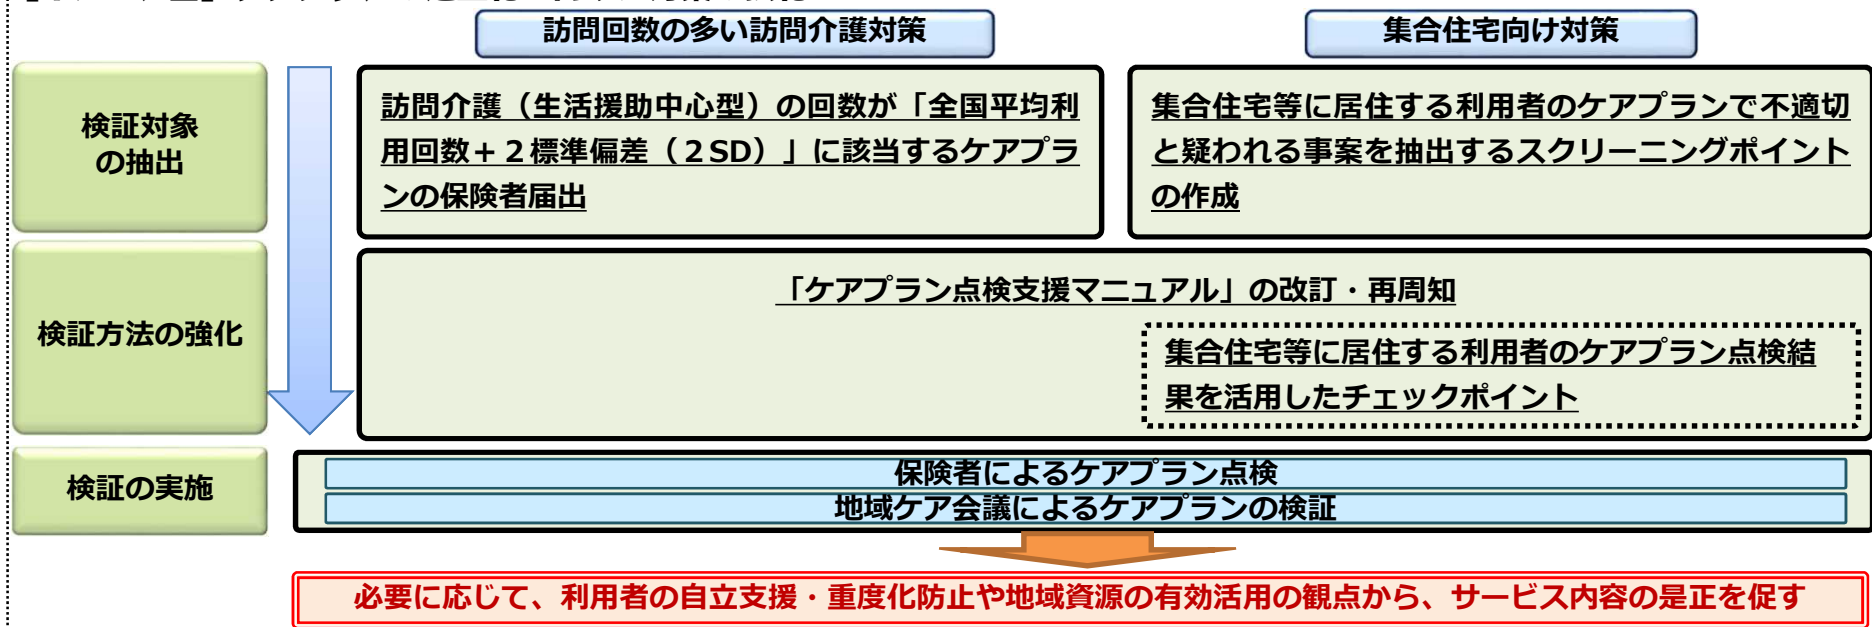 訪問回数の多い訪問介護対策
集合住宅向け対策
検証対象
の抽出
訪問介護（生活援助中心型）の回数が「全国平均利
用回数＋２標準偏差（２SD）」に該当するケアプラ
ンの保険者届出
集合住宅等に居住する利用者のケアプランで不適切
と疑われる事案を抽出するスクリーニングポイント
の作成
検証方法の強化
「ケアプラン点検支援マニュアル」の改訂・再周知
集合住宅等に居住する利用者のケアプラン点検結
果を活用したチェックポイント
検証の実施
保険者によるケアプラン点検
地域ケア会議によるケアプランの検証
必要に応じて、利用者の自立支援・重度化防止や地域資源の有効活用の観点から、サービス内容の是正を促す